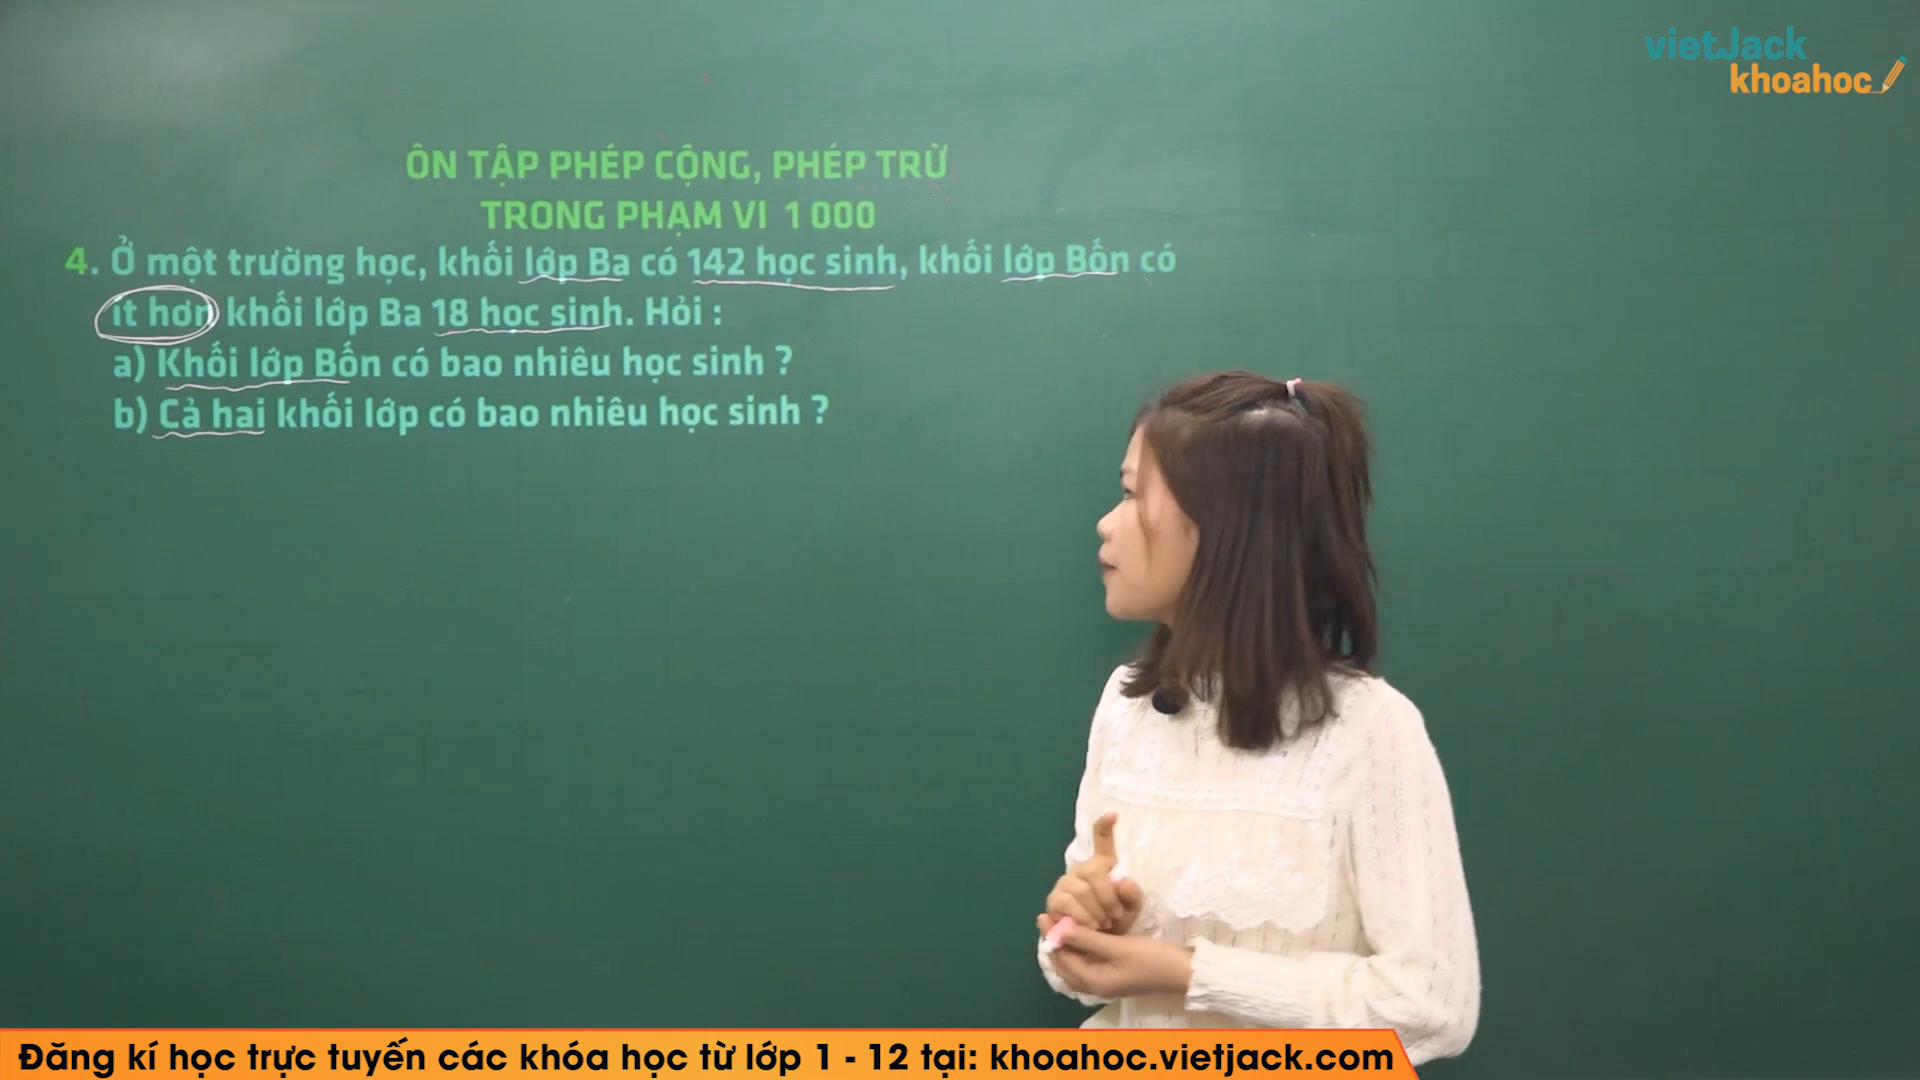 vietJack
khoahoc
ÔN TẬP PHÉP CỘNG, PHÉP TRỪ
TRONG PHẠM VI 1 000
4. Ở một trường học, khối lớp Ba có 142 học sinh, khối lớp Bốn có
ít hơn khối lớp Ba 18 học sinh. Hỏi :
a) Khối lớp Bốn có bao nhiêu học sinh ?
b) Cả hai khối lớp có bao nhiêu học sinh ?
Đăng kí học trực tuyến các khóa học từ lớp 1 - 12 tại: khoahoc.vietjack.com